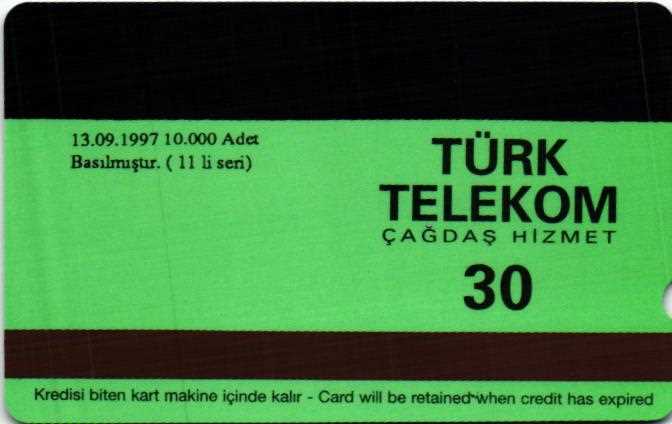 13.09.1997 10.000 Adet
Basılmıştır. ( 11 li seri)
TÜRK
TELEKOM
ÇAĞDAŞ HİZMET
30
Kredisi biten kart makine içinde kalır - Card will be retained when credit has expired